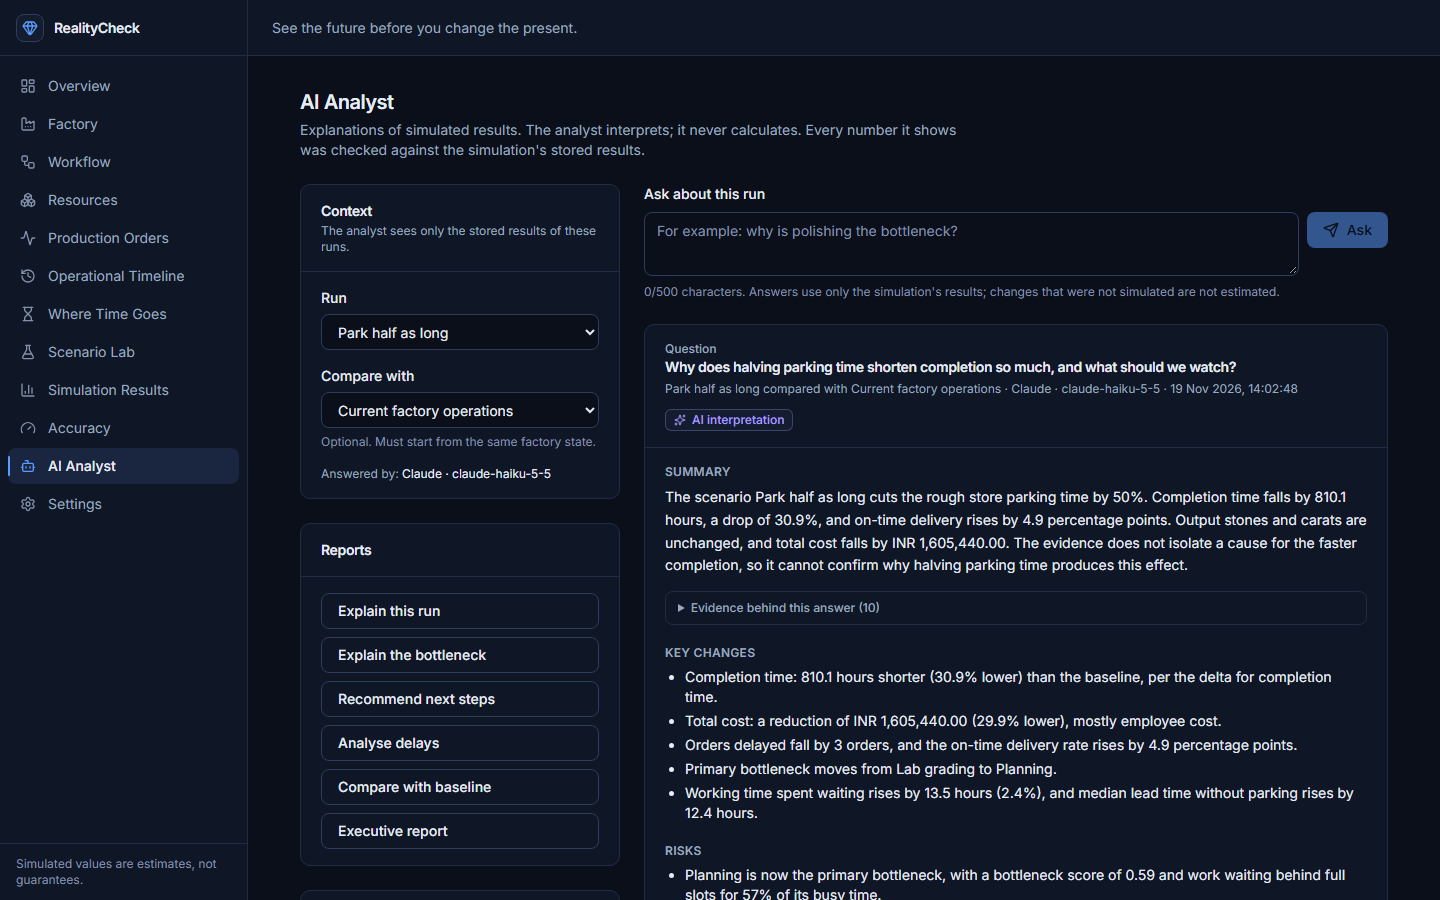 RealityCheck
See the future before you change the present.
Overview
Factory
Workflow
Resources
Production Orders
Operational Timeline
Where Time Goes
Scenario Lab
Simulation Results
Accuracy
AI Analyst
Settings
Simulated values are estimates, not
guarantees.
AI Analyst
Explanations of simulated results. The analyst interprets; it never calculates. Every number it shows
was checked against the simulation's stored results.
Context
The analyst sees only the stored results of these
runs.
Run
Park half as long
Compare with
Current factory operations
Optional. Must start from the same factory state.
Answered by: Claude · claude-haiku-5-5
Reports
Explain this run
Explain the bottleneck
Recommend next steps
Analyse delays
Compare with baseline
Executive report
Ask about this run
For example: why is polishing the bottleneck?
Ask
0/500 characters. Answers use only the simulation's results; changes that were not simulated are not estimated.
Question
Why does halving parking time shorten completion so much, and what should we watch?
Park half as long compared with Current factory operations · Claude · claude-haiku-5-5 · 19 Nov 2026, 14:02:48
AI interpretation
SUMMARY
The scenario Park half as long cuts the rough store parking time by 50%. Completion time falls by 810.1
hours, a drop of 30.9%, and on-time delivery rises by 4.9 percentage points. Output stones and carats are
unchanged, and total cost falls by INR 1,605,440.00. The evidence does not isolate a cause for the faster
completion, so it cannot confirm why halving parking time produces this effect.
Evidence behind this answer (10)
KEY CHANGES
Completion time: 810.1 hours shorter (30.9% lower) than the baseline, per the delta for completion
time.
Total cost: a reduction of INR 1,605,440.00 (29.9% lower), mostly employee cost.
Orders delayed fall by 3 orders, and the on-time delivery rate rises by 4.9 percentage points.
Primary bottleneck moves from Lab grading to Planning.
Working time spent waiting rises by 13.5 hours (2.4%), and median lead time without parking rises by
12.4 hours.
RISKS
Planning is now the primary bottleneck, with a bottleneck score of 0.59 and work waiting behind full
slots for 57% of its busy time.